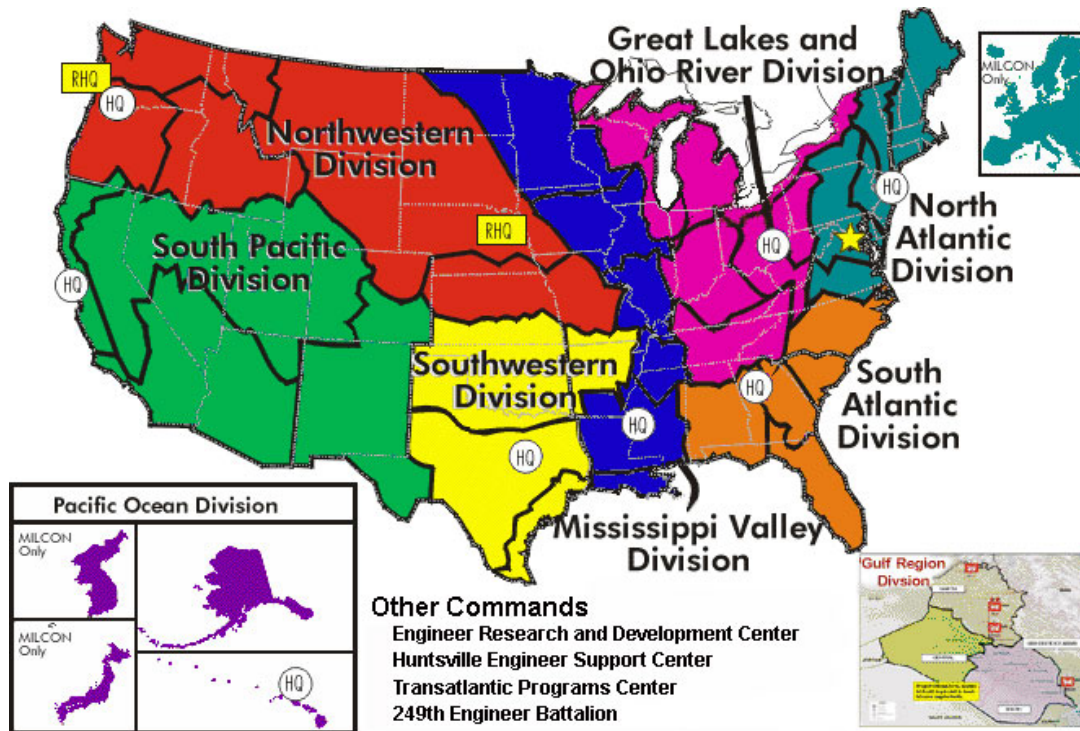 Great Lakes and
Ohio River Division
MILCON
Only
RHQ
HQ
Northwestern
Division
HQ
North
Atlantic
Division
RHQ
HQ
South Pacific
Division
HQ
Southwestern
Division
HQ
South
Atlantic
Division
HQ
HQ
Mississippi Valley
Division
Pacific Ocean Division
MILCON
Only
MILCON
Only
HQ
Other Commands
Engineer Research and Development Center
Huntsville Engineer Support Center
Transatlantic Programs Center
249th Engineer Battalion
Gulf Region
Divsion